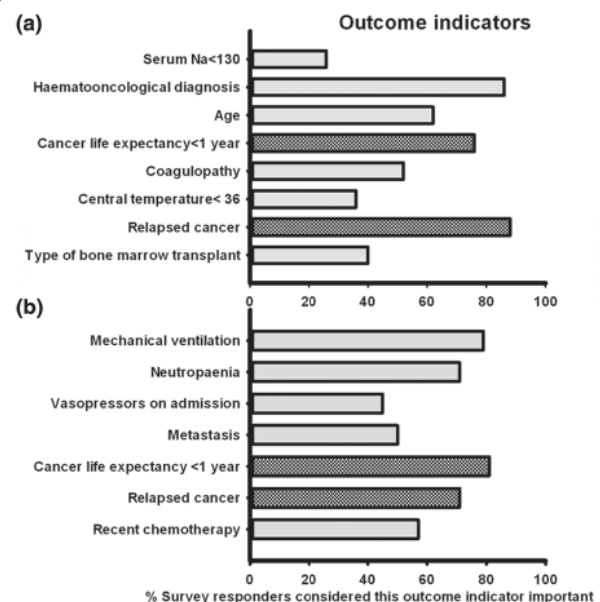 (a)
Outcome indicators
Serum Na<130
Haematooncological diagnosis
Age
Cancer life expectancy<1 year
Coagulopathy
Central temperature< 36
Relapsed cancer
Type of bone marrow transplant
0 20 40 60 80 100
(b)
Mechanical ventilation
Neutropaenia
Vasopressors on admission
Metastasis
Cancer life expectancy <1 year
Relapsed cancer
Recent chemotherapy
0 20 40 60 80 100
% Survey responders considered this outcome indicator important